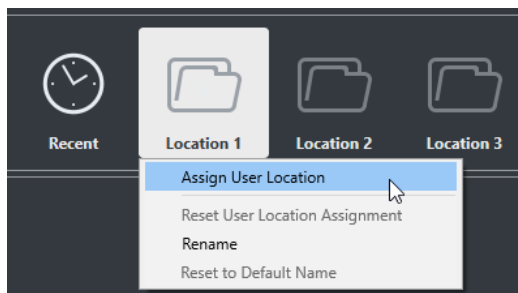 Recent
Location 1
Location 2
Location 3
Assign User Location
Reset User Location Assignment
Rename
Reset to Default Name